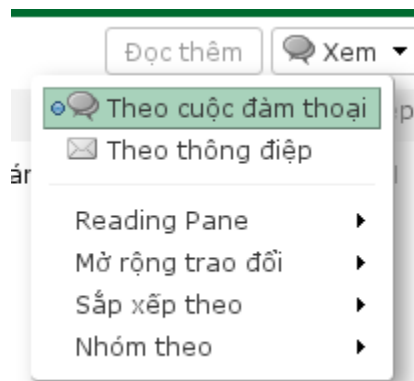 Đọc thêm Xem
Theo cuộc đàm thoại
Theo thông điệp
Reading Pane
Mở rộng trao đổi
Sắp xếp theo
Nhóm theo